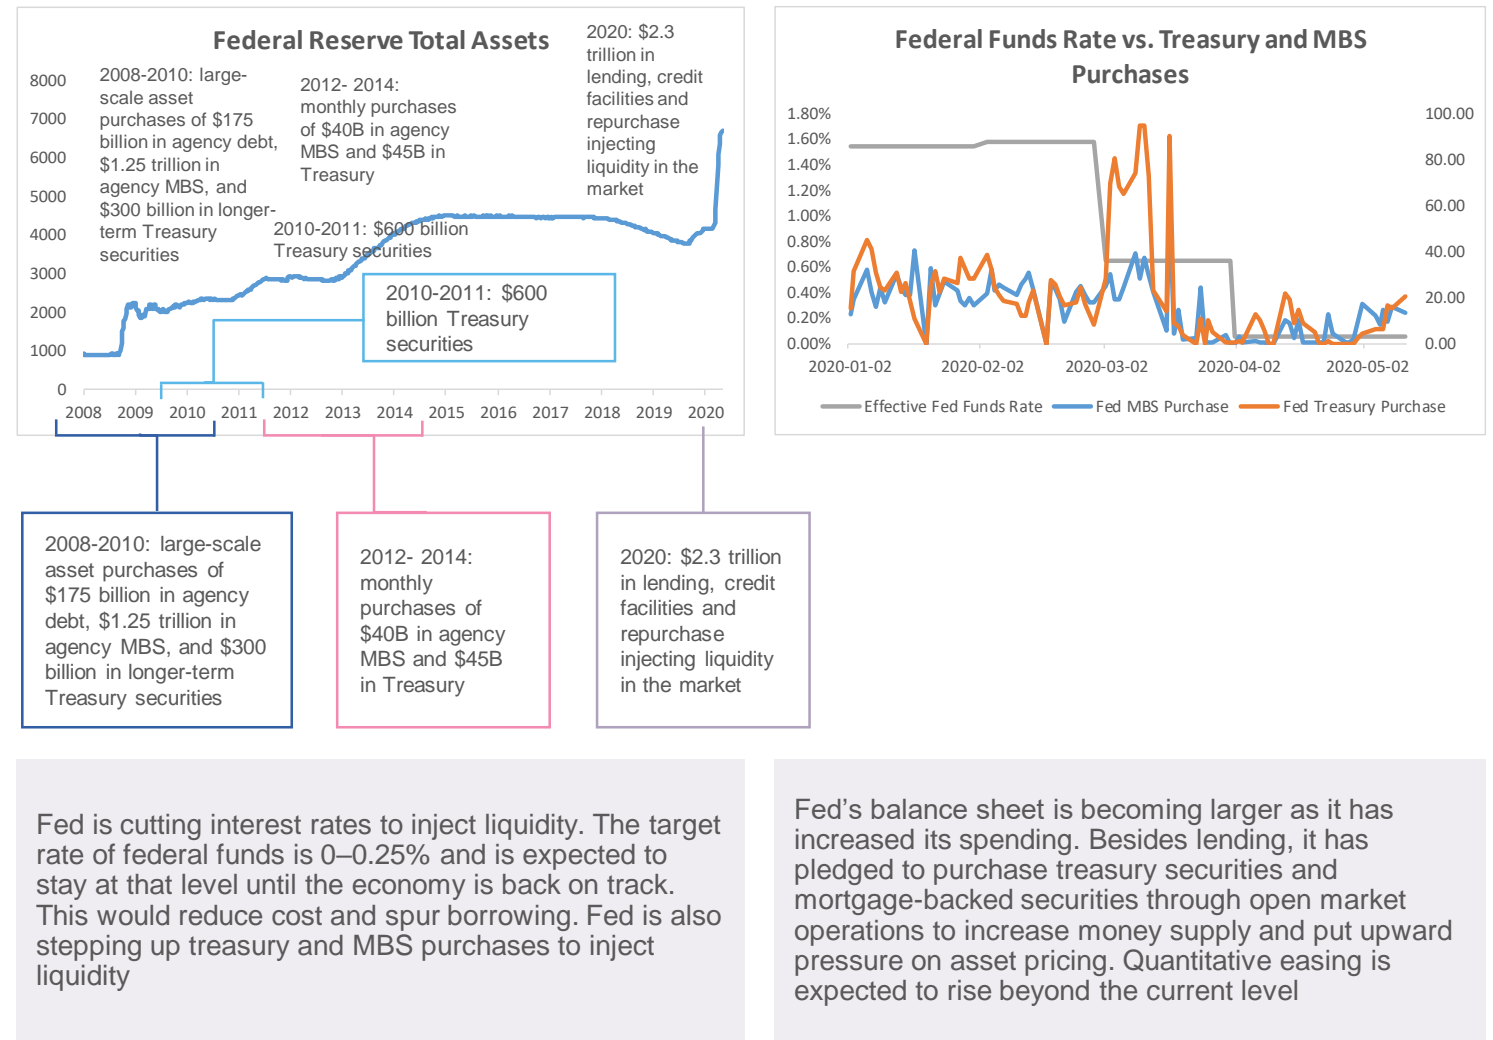 Federal Reserve Total Assets
8000
7000
6000
5000
4000
3000
2000
1000
0
2008 2009 2010 2011 2012 2013 2014 2015 2016 2017 2018 2019 2020
2008-2010: large-
scale asset
purchases of $175
billion in agency debt,
$1.25 trillion in
agency MBS, and
$300 billion in longer-
term Treasury
securities
2012- 2014:
monthly purchases
of $40B in agency
MBS and $45B in
Treasury
2010-2011: $600 billion
Treasury securities
2020: $2.3
trillion in
lending, credit
facilities and
repurchase
injecting
liquidity in the
market
2010-2011: $600
billion Treasury
securities
Federal Funds Rate vs. Treasury and MBS
Purchases
1.80%
1.60%
1.40%
1.20%
1.00%
0.80%
0.60%
0.40%
0.20%
0.00%
100.00
80.00
60.00
40.00
20.00
0.00
2020-01-02 2020-02-02 2020-03-02 2020-04-02 2020-05-02
Effective Fed Funds Rate Fed MBS Purchase Fed Treasury Purchase
2008-2010: large-scale
asset purchases of
$175 billion in agency
debt, $1.25 trillion in
agency MBS, and $300
billion in longer-term
Treasury securities
2012- 2014:
monthly
purchases of
$40B in agency
MBS and $45B
in Treasury
2020: $2.3 trillion
in lending, credit
facilities and
repurchase
injecting liquidity
in the market
Fed is cutting interest rates to inject liquidity. The target
rate of federal funds is 0–0.25% and is expected to
stay at that level until the economy is back on track.
This would reduce cost and spur borrowing. Fed is also
stepping up treasury and MBS purchases to inject
liquidity
Fed’s balance sheet is becoming larger as it has
increased its spending. Besides lending, it has
pledged to purchase treasury securities and
mortgage-backed securities through open market
operations to increase money supply and put upward
pressure on asset pricing. Quantitative easing is
expected to rise beyond the current level